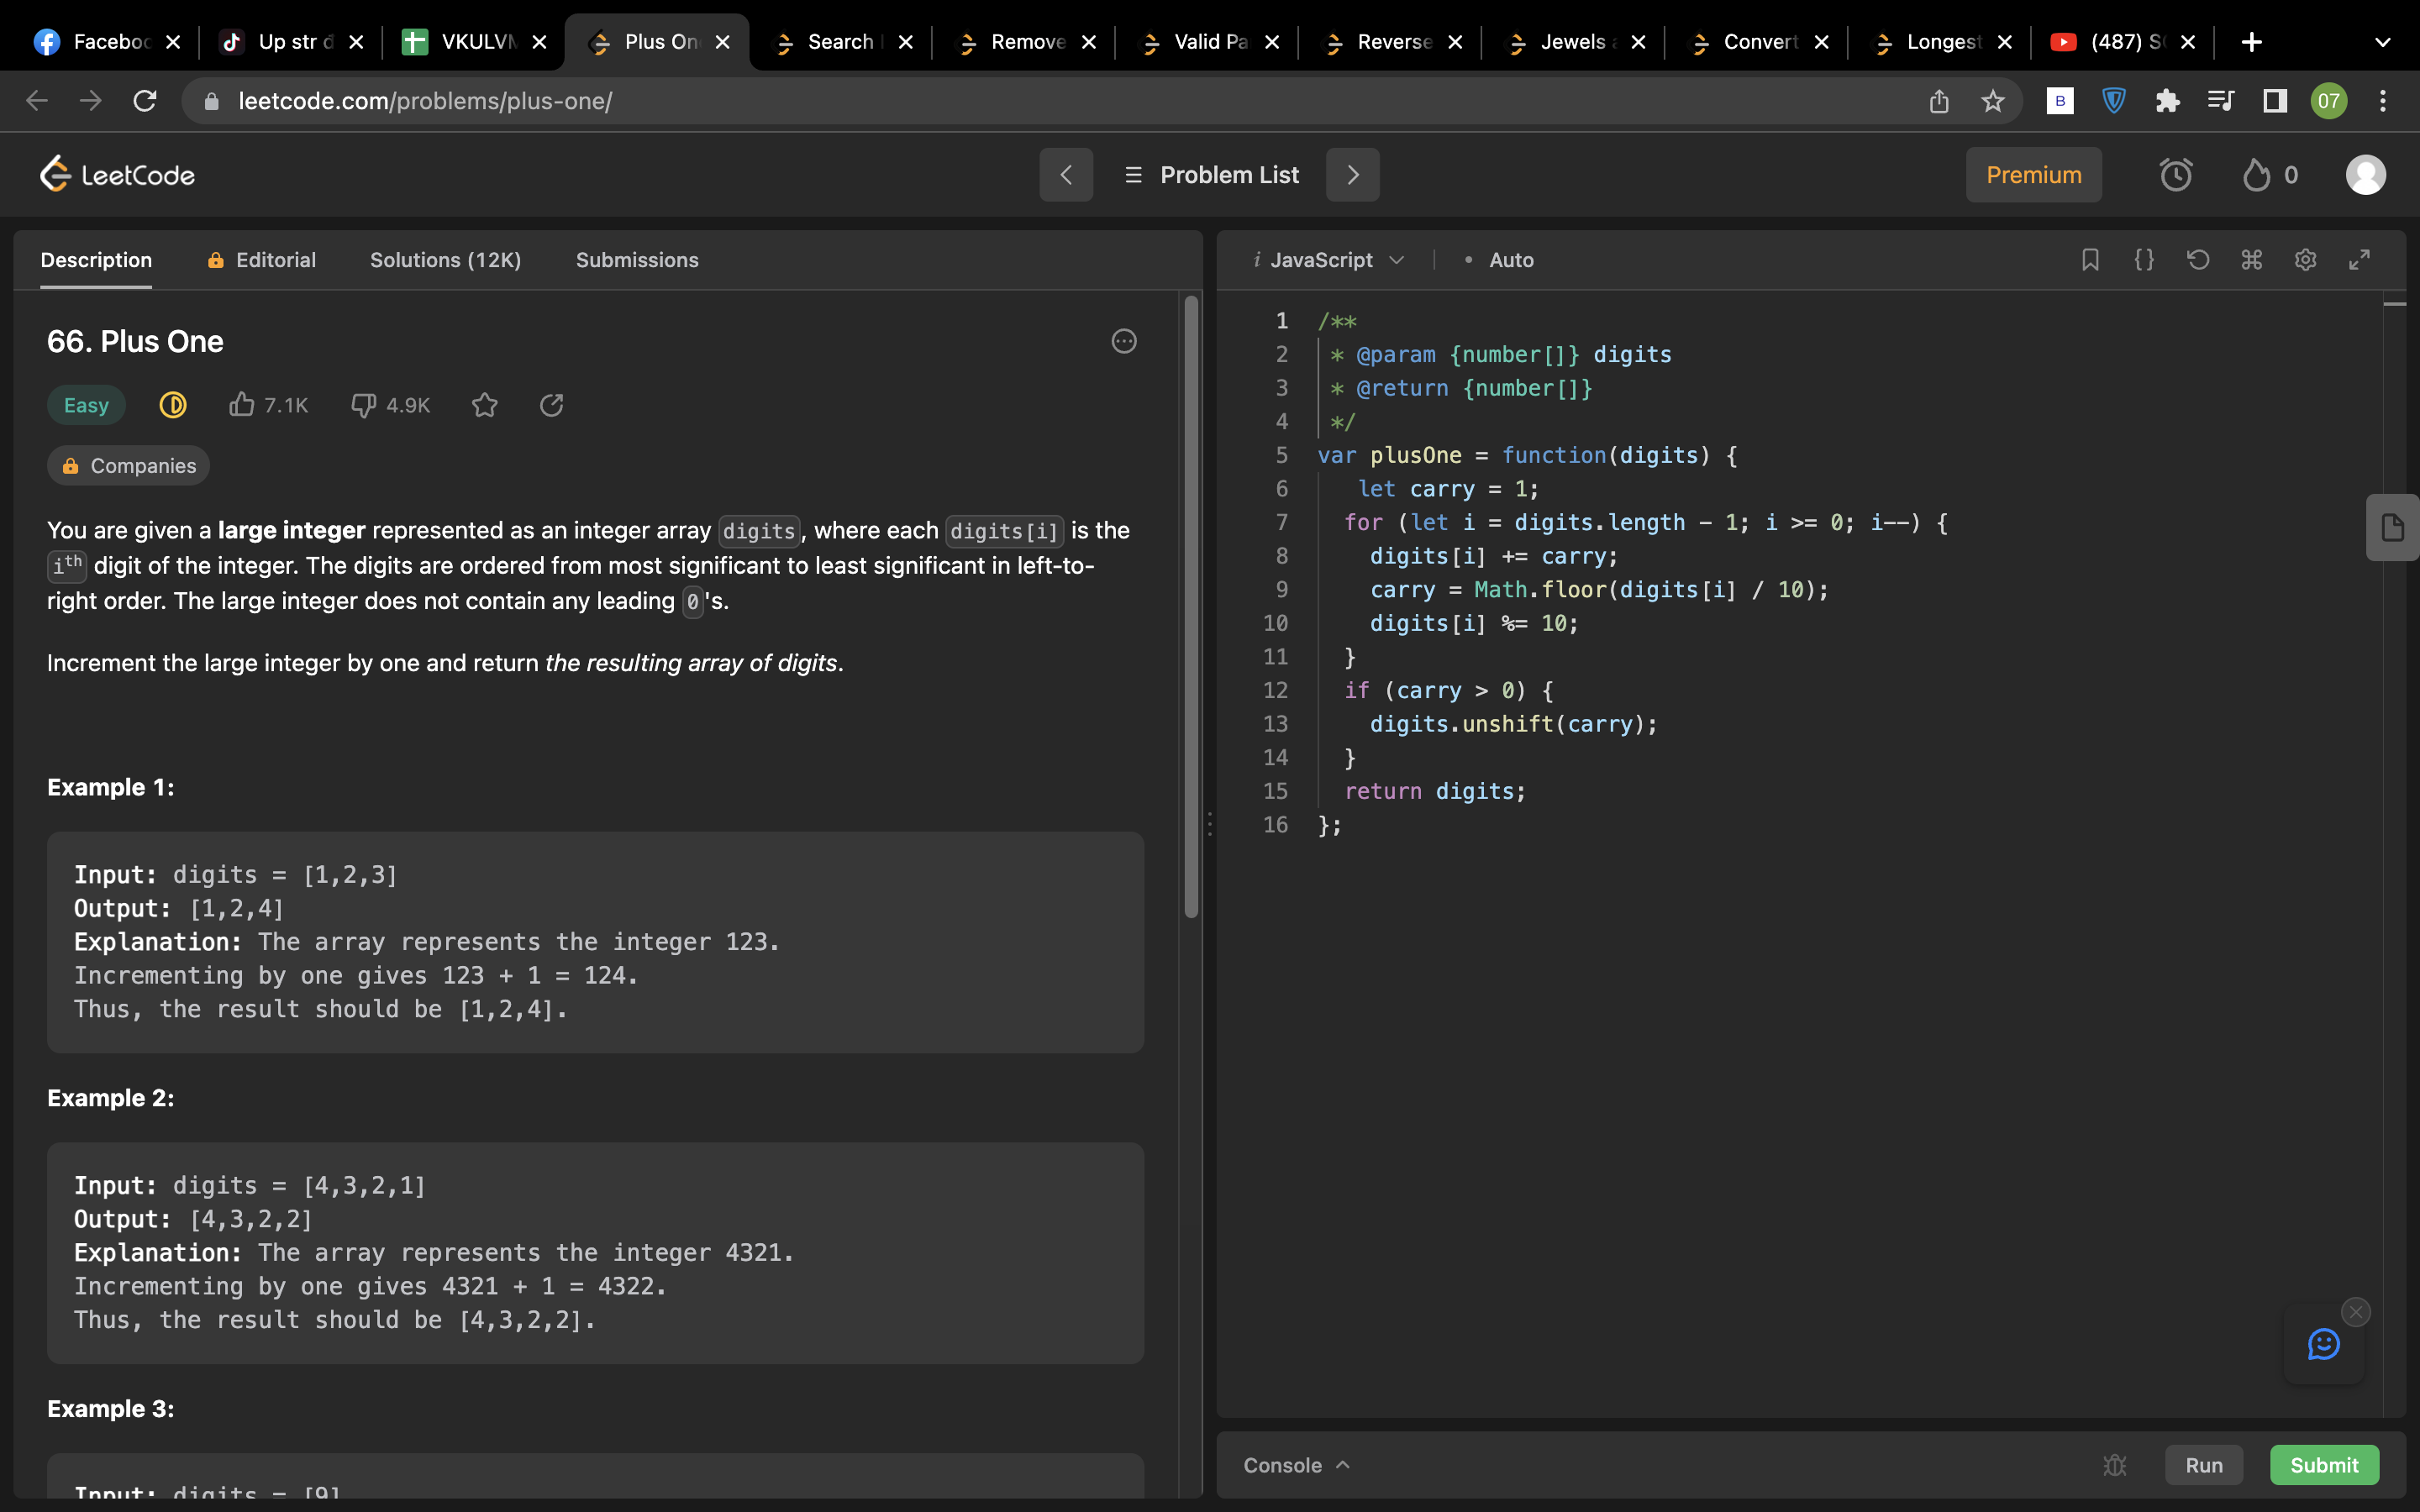 Faceboo
Up str d
VKULVM
Plus On
Search
Remove
Valid Pa
Reverse
Jewels
Convert
Longest
(487) S
leetcode.com/problems/plus-one/
B
07
LeetCode
Problem List
Premium
0
Description
Editorial
Solutions (12K)
Submissions
66. Plus One
Easy
7.1K
4.9K
Companies
You are given a large integer represented as an integer array digits, where each digits[i] is the
ith digit of the integer. The digits are ordered from most significant to least significant in left-to-
right order. The large integer does not contain any leading 0's.
Increment the large integer by one and return the resulting array of digits.
Example 1:
Input: digits = [1,2,3]
Output: [1,2,4]
Explanation: The array represents the integer 123.
Incrementing by one gives 123 + 1 = 124.
Thus, the result should be [1,2,4].
Example 2:
Input: digits = [4,3,2,1]
Output: [4,3,2,2]
Explanation: The array represents the integer 4321.
Incrementing by one gives 4321 + 1 = 4322.
Thus, the result should be [4,3,2,2].
Example 3:
Input: digits = [9]
i JavaScript
• Auto
1 /**
2 * @param {number[]} digits
3 * @return {number[]}
4 */
5 var plusOne = function(digits) {
6 let carry = 1;
7 for (let i = digits.length - 1; i >= 0; i--) {
8 digits[i] += carry;
9 carry = Math.floor(digits[i] / 10);
10 digits[i] %= 10;
11 }
12 if (carry > 0) {
13 digits.unshift(carry);
14 }
15 return digits;
16 };
Console
Run
Submit